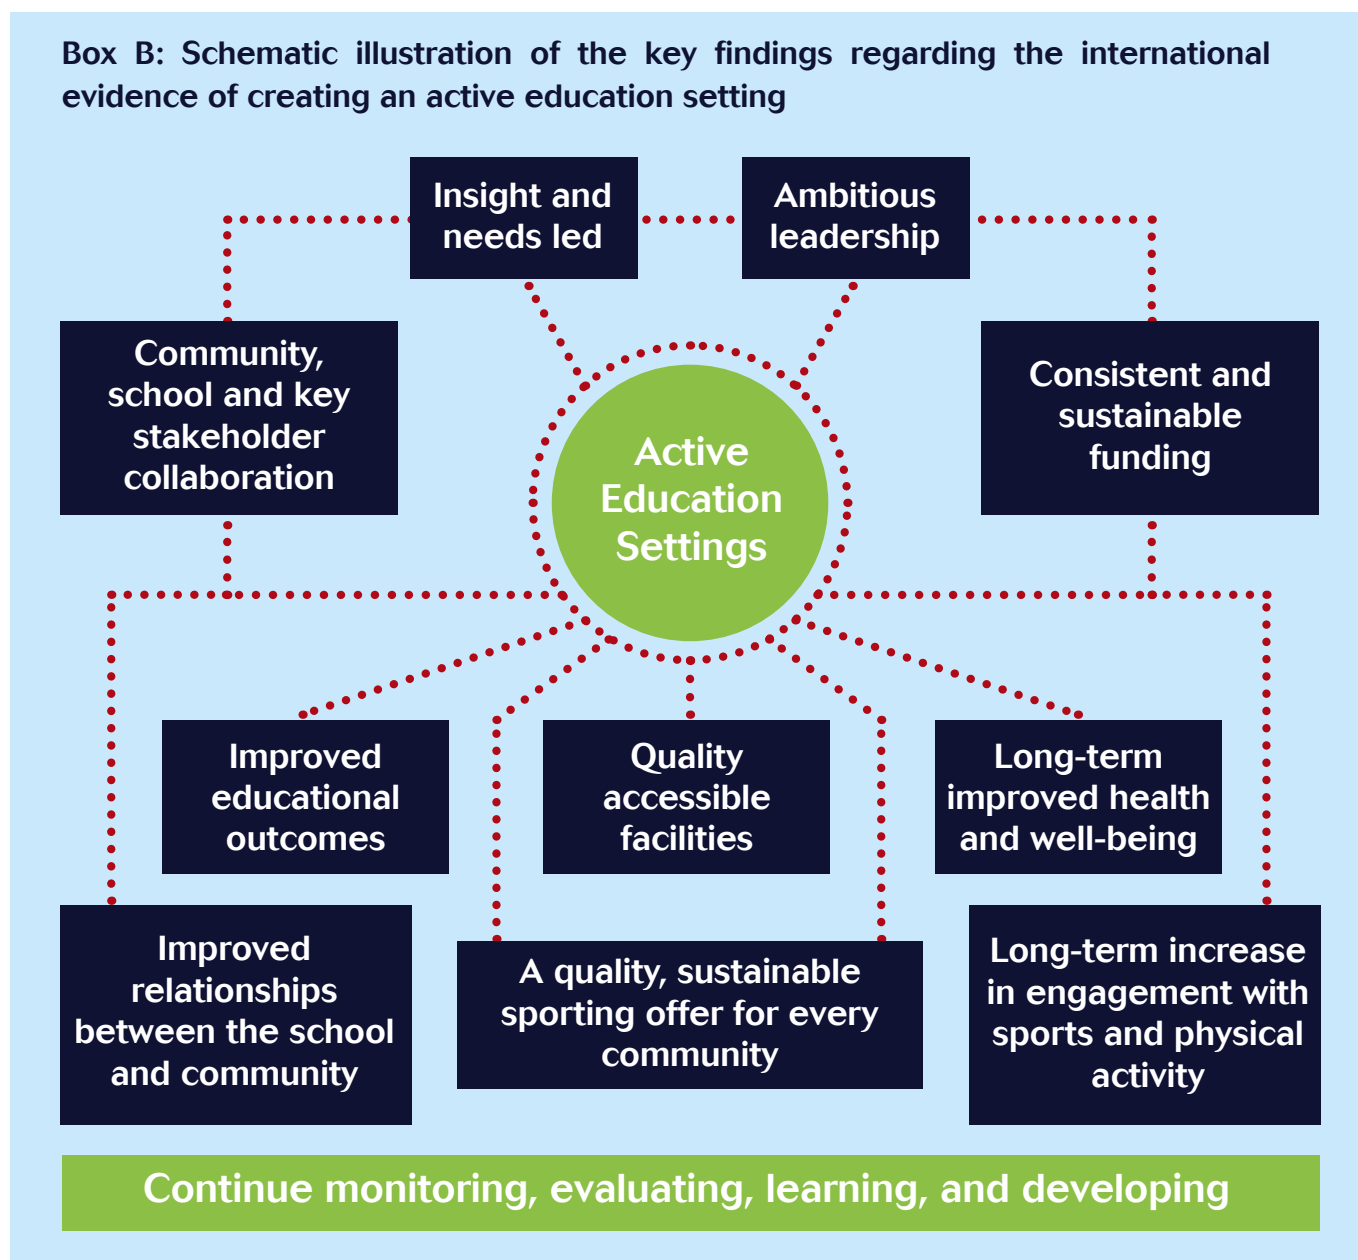 Box B: Schematic illustration of the key findings regarding the international
evidence of creating an active education setting
Insight and
needs led
Ambitious
leadership
Community,
school and key
stakeholder
collaboration
Consistent and
sustainable
funding
Active
Education
Settings
Improved
educational
outcomes
Quality
accessible
facilities
Long-term
improved health
and well-being
Improved
relationships
between the school
and community
A quality, sustainable
sporting offer for every
community
Long-term increase
in engagement with
sports and physical
activity
Continue monitoring, evaluating, learning, and developing